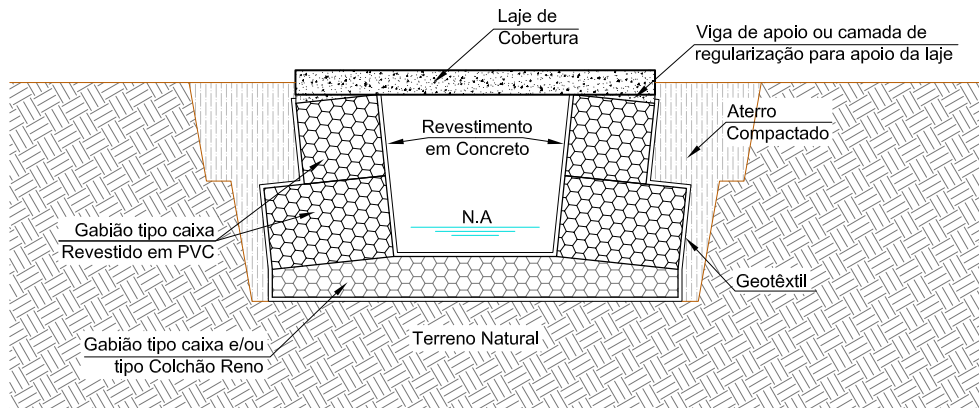 Laje de
Cobertura
Viga de apoio ou camada de
regularização para apoio da laje
Aterro
Compactado
Revestimento
em Concreto
N.A
Gabião tipo caixa
Revestido em PVC
Geotêxtil
Gabião tipo caixa e/ou
tipo Colchão Reno
Terreno Natural